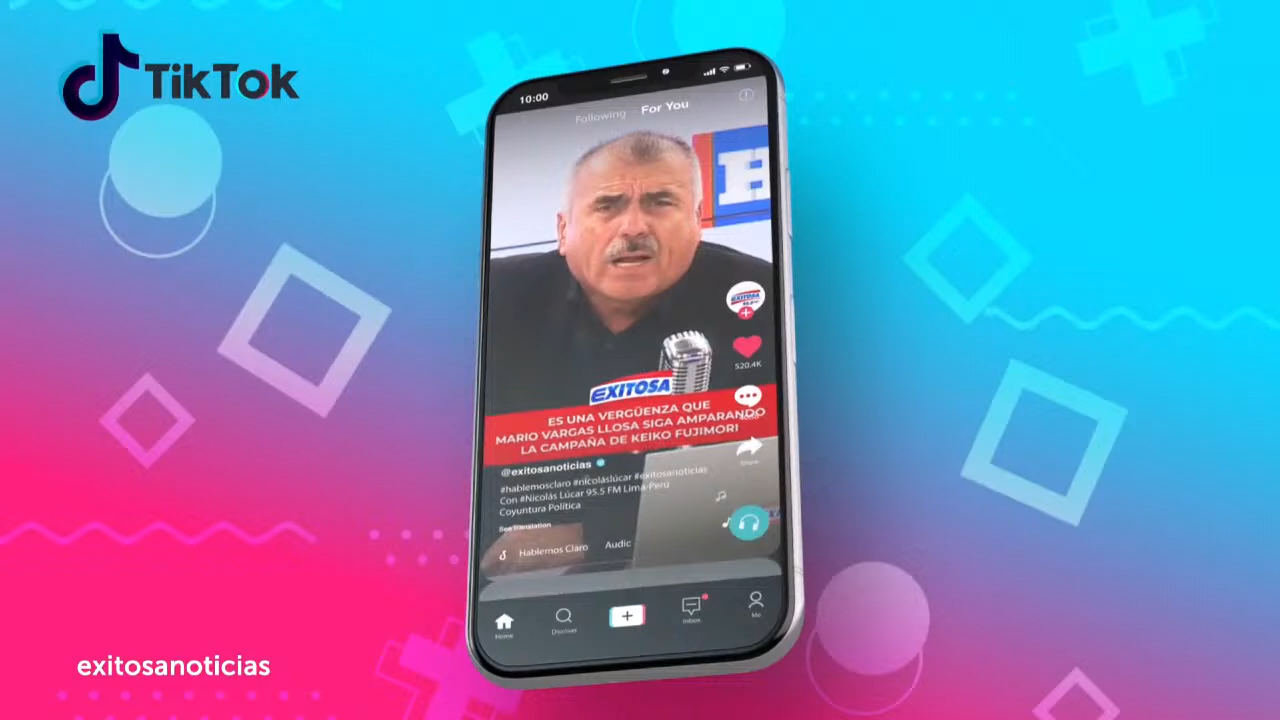 TikTok
10:00
Following For You
H
EXITOSA
520.4K
EXITOSA
ES UNA VERGÜENZA QUE
MARIO VARGAS LLOSA SIGA AMPARANDO
LA CAMPAÑA DE KEIKO FUJIMORI
Share
@exitosanoticias
#hablemosclaro #nicoláslúcar #exitosanoticias
Con #Nicolás Lúcar 95.5 FM Lima-Perú
Coyuntura Política
See translation
Hablemos Claro Audic
Home Discover Inbox Me
exitosanoticias